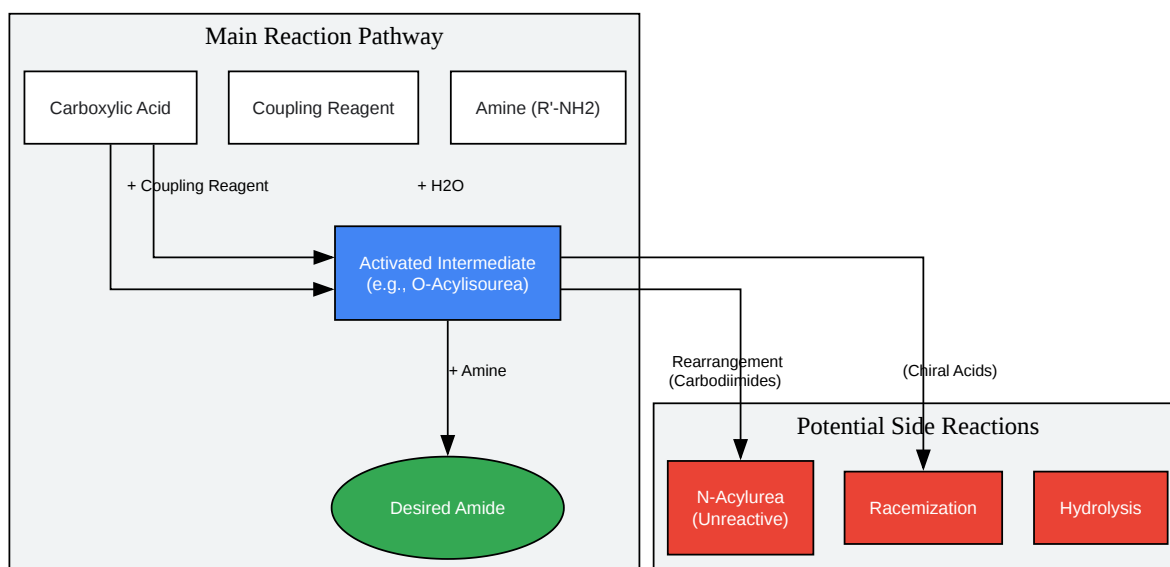 Main Reaction Pathway
Carboxylic Acid
Coupling Reagent
Amine (R'-NH2)
+ Coupling Reagent
+ H2O
Activated Intermediate
(e.g., O-Acylisourea)
+ Amine
Rearrangement
(Carbodiimides)
(Chiral Acids)
Potential Side Reactions
Desired Amide
N-Acylurea
(Unreactive)
Racemization
Hydrolysis